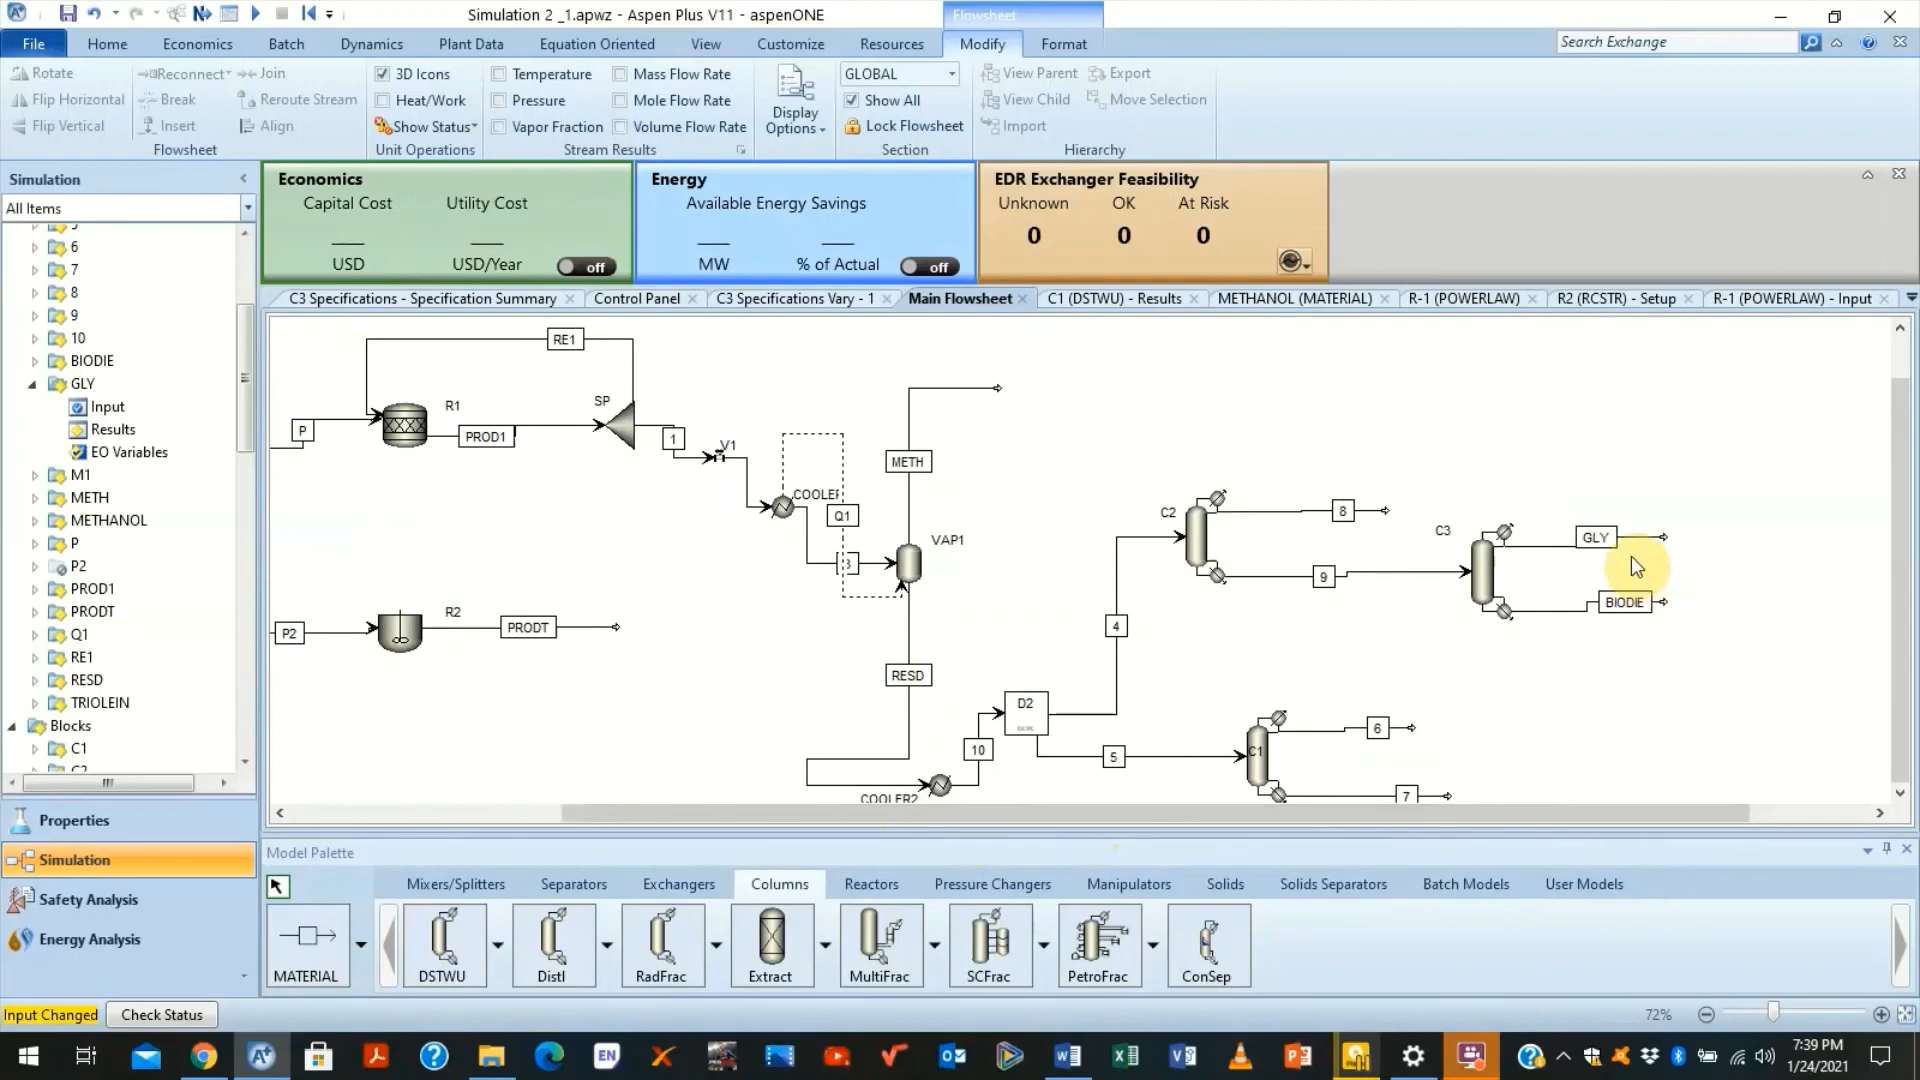 Simulation 2 _1.apwz - Aspen Plus V11 - aspenONE
Flowsheet
File Home Economics Batch Dynamics Plant Data Equation Oriented View Customize Resources Modify Format
Search Exchange
Rotate
Flip Horizontal
Flip Vertical
Reconnect Join
Break Reroute Stream
Insert Align
Flowsheet
3D Icons
Heat/Work
Show Status
Unit Operations
Temperature Mass Flow Rate
Pressure Mole Flow Rate
Vapor Fraction Volume Flow Rate
Stream Results
Display
Options
GLOBAL
Show All
Lock Flowsheet
Section
View Parent Export
View Child Move Selection
Import
Hierarchy
Simulation
All Items
6
7
8
9
10
BIODIE
GLY
Input
Results
EO Variables
M1
METH
METHANOL
P
P2
PROD1
PRODT
Q1
RE1
RESD
TRIOLEIN
Blocks
C1
C2
Properties
Simulation
Safety Analysis
Energy Analysis
Economics
Capital Cost Utility Cost
USD USD/Year off
Energy
Available Energy Savings
MW % of Actual off
EDR Exchanger Feasibility
Unknown OK At Risk
0 0 0
C3 Specifications - Specification Summary Control Panel C3 Specifications Vary - 1 Main Flowsheet C1 (DSTWU) - Results METHANOL (MATERIAL) R-1 (POWERLAW) R2 (RCSTR) - Setup R-1 (POWERLAW) - Input
RE1
R1
SP
P
PROD1
1
V1
METH
COOLER
Q1
VAP1
3
C2
8
C3
GLY
9
BIODIE
P2
R2
PRODT
4
RESD
D2
10
5
C1
6
7
COOLER2
Model Palette
Mixers/Splitters Separators Exchangers Columns Reactors Pressure Changers Manipulators Solids Solids Separators Batch Models User Models
MATERIAL DSTWU Distl RadFrac Extract MultiFrac SCFrac PetroFrac ConSep
Input Changed Check Status
72%
EN
7:39 PM
1/24/2021